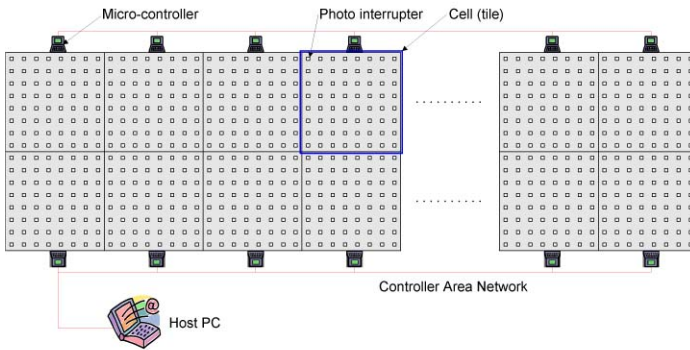 Micro-controller
Photo interrupter
Cell (tile)
Controller Area Network
@
Host PC